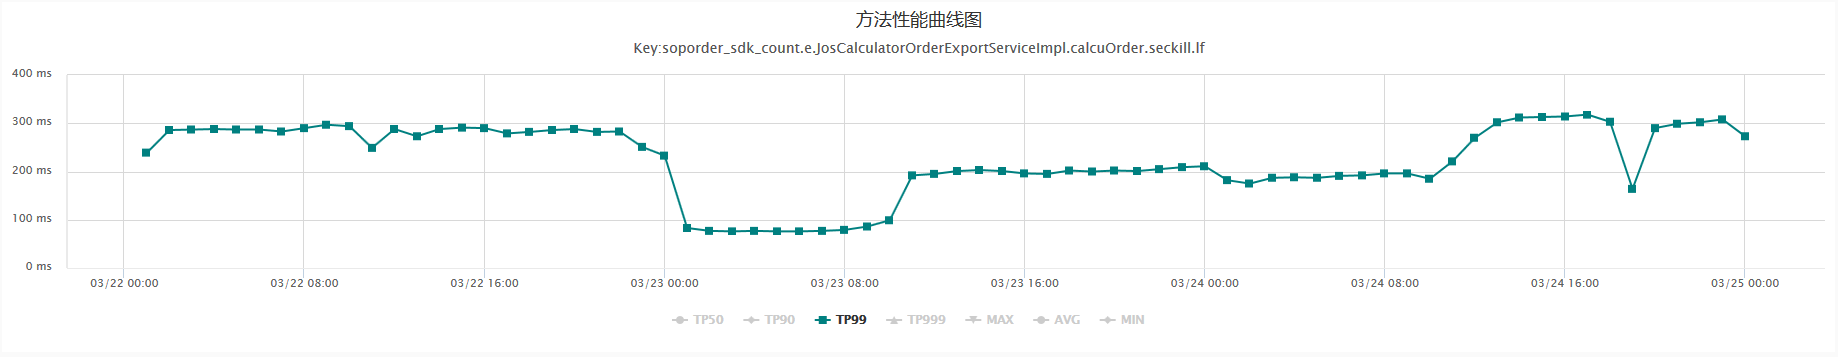 方法性能曲线图
Key:soporder_sdk_count.e.JosCalculatorOrderExportServiceImpl.calcuOrder.seckill.lf
400 ms
300 ms
200 ms
100 ms
0 ms
03/22 00:00 03/22 08:00 03/22 16:00 03/23 00:00 03/23 08:00 03/23 16:00 03/24 00:00 03/24 08:00 03/24 16:00 03/25 00:00
TP50 TP90 TP99 TP999 MAX AVG MIN